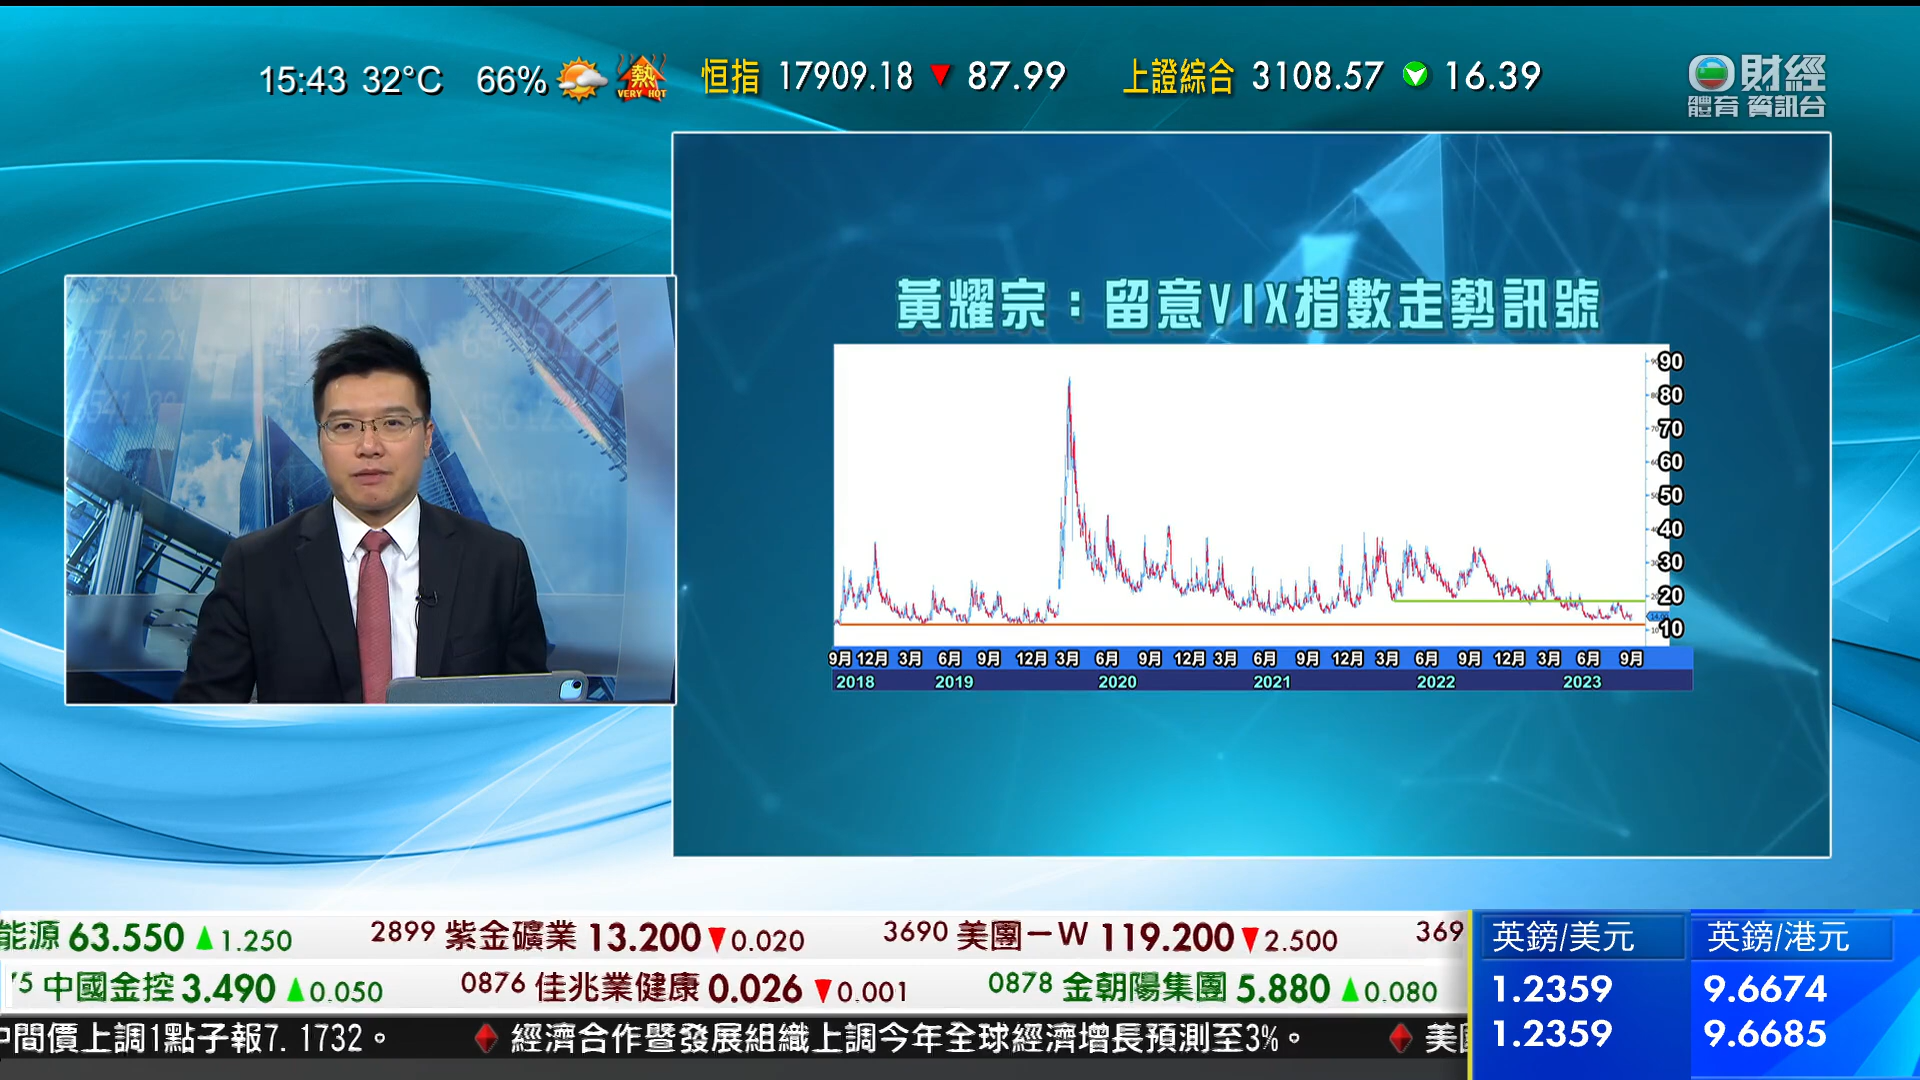 15:43 32°C 66%
熱
VERY HOT
恒指 17909.18 ▼ 87.99
上證綜合 3108.57 16.39
財經
體育 資訊台
黃耀宗：留意VIX指數走勢訊號
90
80
70
60
50
40
30
20
10
9月 12月 3月 6月 9月 12月 3月 6月 9月 12月 3月 6月 9月 12月 3月 6月 9月 12月 3月 6月 9月
2018 2019 2020 2021 2022 2023
能源 63.550 ▲ 1.250 2899 紫金礦業 13.200 ▼ 0.020 3690 美團－W 119.200 ▼ 2.500 369
75 中國金控 3.490 ▲ 0.050 0876 佳兆業健康 0.026 ▼ 0.001 0878 金朝陽集團 5.880 ▲ 0.080
中間價上調1點子報7.1732。 經濟合作暨發展組織上調今年全球經濟增長預測至3%。 美
英鎊/美元 英鎊/港元
1.2359 9.6674
1.2359 9.6685